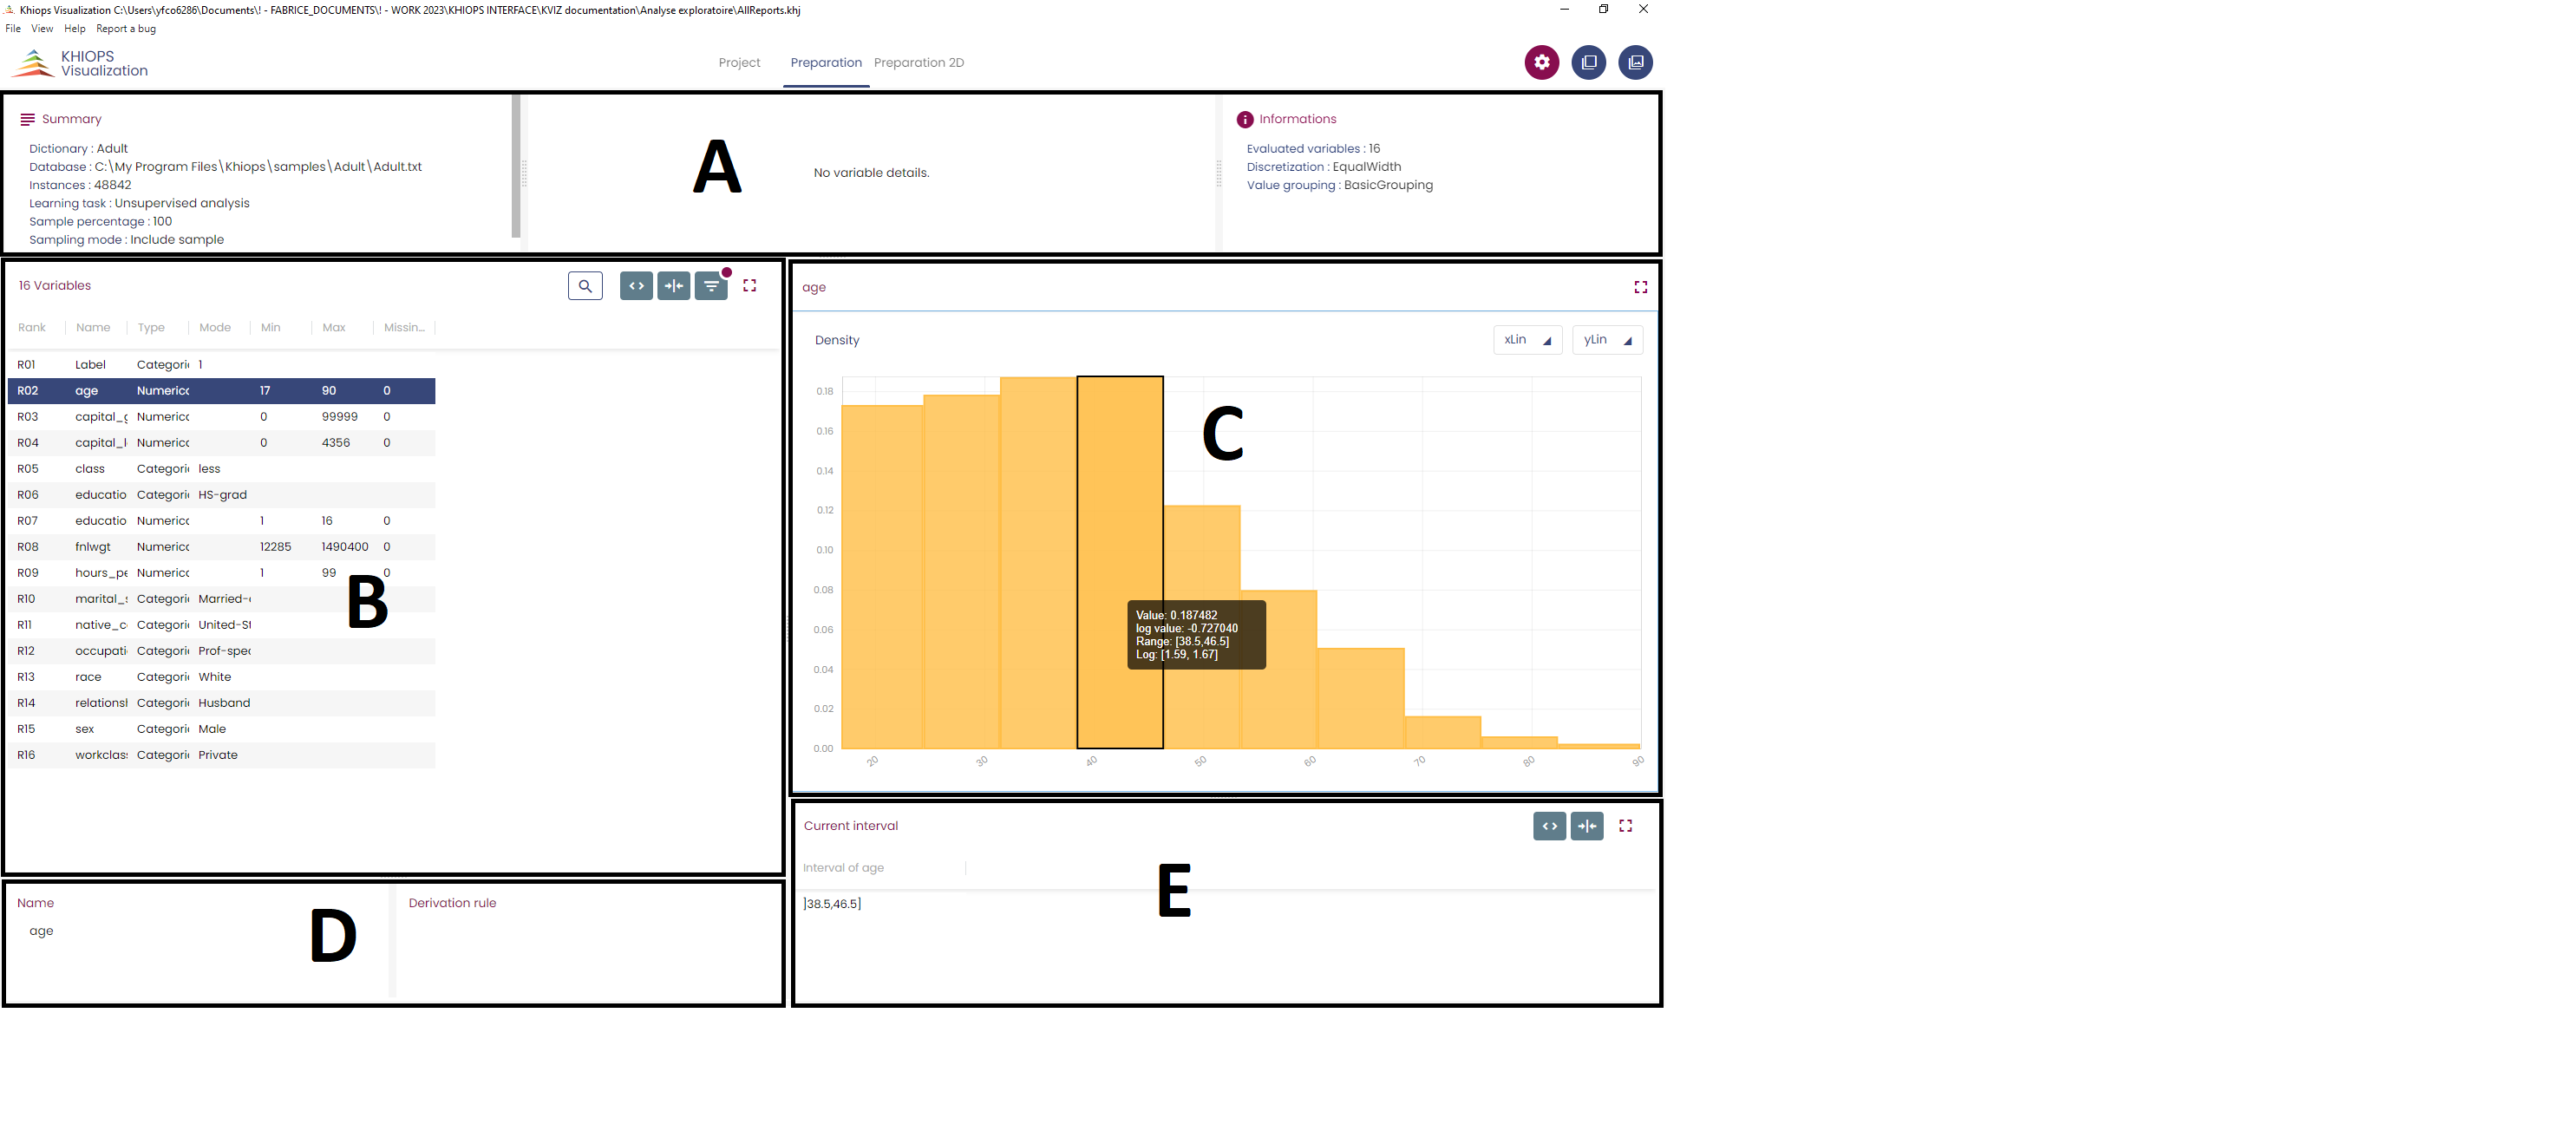 Khiops Visualization C:\Users\yfco6286\Documents\! - FABRICE_DOCUMENTS\! - WORK 2023\KHIOPS INTERFACE\KVIZ documentation\Analyse exploratoire\AllReports.khj
File View Help Report a bug
KHIOPS
Visualization
Project Preparation Preparation 2D
Summary
Dictionary : Adult
Database : C:\My Program Files\Khiops\samples\Adult\Adult.txt
Instances : 48842
Learning task : Unsupervised analysis
Sample percentage : 100
Sampling mode : Include sample
A
No variable details.
Informations
Evaluated variables : 16
Discretization : EqualWidth
Value grouping : BasicGrouping
16 Variables
Rank Name Type Mode Min Max Missin...
R01 Label Categori 1
R02 age Numeric 17 90 0
R03 capital_g Numeric 0 99999 0
R04 capital_l Numeric 0 4356 0
R05 class Categori less
R06 educatio Categori HS-grad
R07 educatio Numeric 1 16 0
R08 fnlwgt Numeric 12285 1490400 0
R09 hours_pe Numeric 1 99 0
R10 marital_s Categori Married-
R11 native_c Categori United-St
R12 occupati Categori Prof-spec
R13 race Categori White
R14 relations Categori Husband
R15 sex Categori Male
R16 workclas Categori Private
B
age
Density
xLin yLin
0.18
0.16
0.14
0.12
0.10
0.08
0.06
0.04
0.02
0.00
20 30 40 50 60 70 80 90
C
Value: 0.187482
log value: -0.727040
Range: [38.5,46.5]
Log: [1.59, 1.67]
Name
age
D
Derivation rule
Current interval
Interval of age
]38.5,46.5]
E